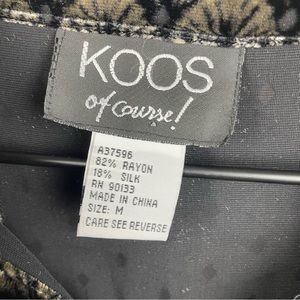 KOOS
of Course!
A37596
82% RAYON
18% SILK
RN 90133
MADE IN CHINA
SIZE: M
CARE SEE REVERSE